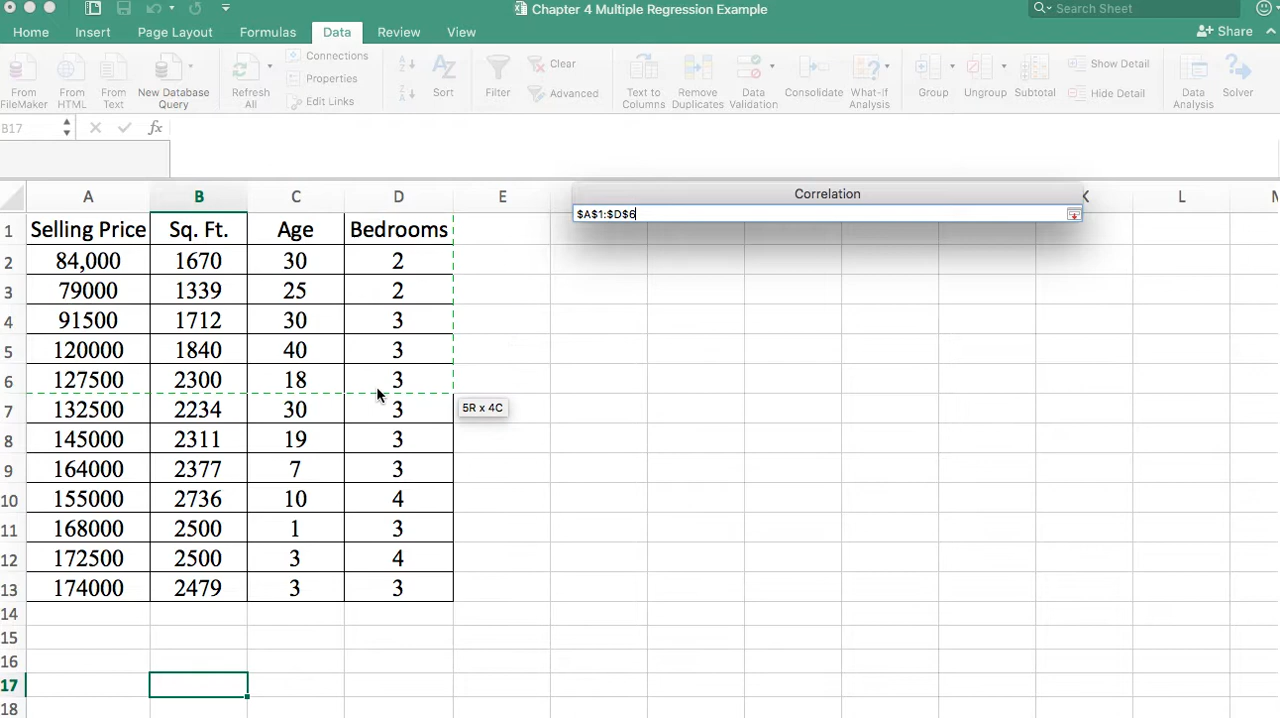 Chapter 4 Multiple Regression Example
Search Sheet
Home Insert Page Layout Formulas Data Review View Share
From FileMaker
From HTML
From Text
New Database Query
Refresh All
Connections
Properties
Edit Links
Sort
Filter
Clear
Advanced
Text to Columns
Remove Duplicates
Data Validation
Consolidate
What-If Analysis
Group
Ungroup
Subtotal
Show Detail
Hide Detail
Data Analysis
Solver
B17 fx
Correlation
$A$1:$D$6
A B C D E K L
1 Selling Price Sq. Ft. Age Bedrooms
2 84,000 1670 30 2
3 79000 1339 25 2
4 91500 1712 30 3
5 120000 1840 40 3
6 127500 2300 18 3
7 132500 2234 30 3
5R x 4C
8 145000 2311 19 3
9 164000 2377 7 3
10 155000 2736 10 4
11 168000 2500 1 3
12 172500 2500 3 4
13 174000 2479 3 3
14
15
16
17
18